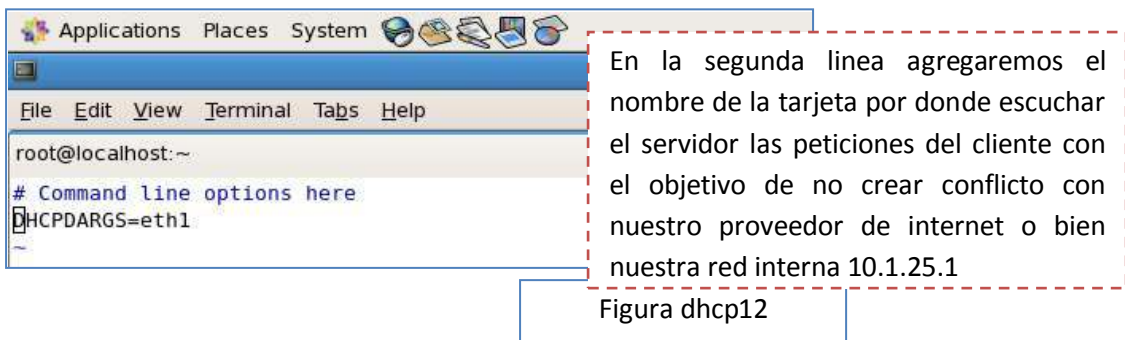 Applications Places System
File Edit View Terminal Tabs Help
root@localhost:~
# Command line options here
DHCPDARGS=eth1
~
En la segunda linea agregaremos el
nombre de la tarjeta por donde escuchar
el servidor las peticiones del cliente con
el objetivo de no crear conflicto con
nuestro proveedor de internet o bien
nuestra red interna 10.1.25.1
Figura dhcp12